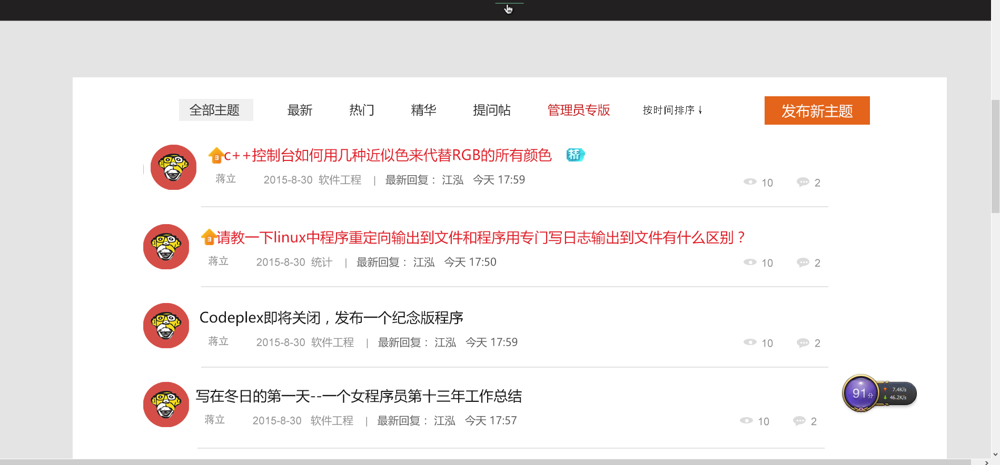 全部主题 最新 热门 精华 提问帖 管理员专版 按时间排序↓ 发布新主题
3 c++控制台如何用几种近似色来代替RGB的所有颜色 精
蒋立 2015-8-30 软件工程 | 最新回复： 江泓 今天 17:59 10 2
3 请教一下linux中程序重定向输出到文件和程序用专门写日志输出到文件有什么区别？
蒋立 2015-8-30 统计 | 最新回复： 江泓 今天 17:50 10 2
Codeplex即将关闭，发布一个纪念版程序
蒋立 2015-8-30 软件工程 | 最新回复： 江泓 今天 17:59 10 2
写在冬日的第一天--一个女程序员第十三年工作总结
蒋立 2015-8-30 软件工程 | 最新回复： 江泓 今天 17:57 10 2
91分 7.4K/s
46.2K/s